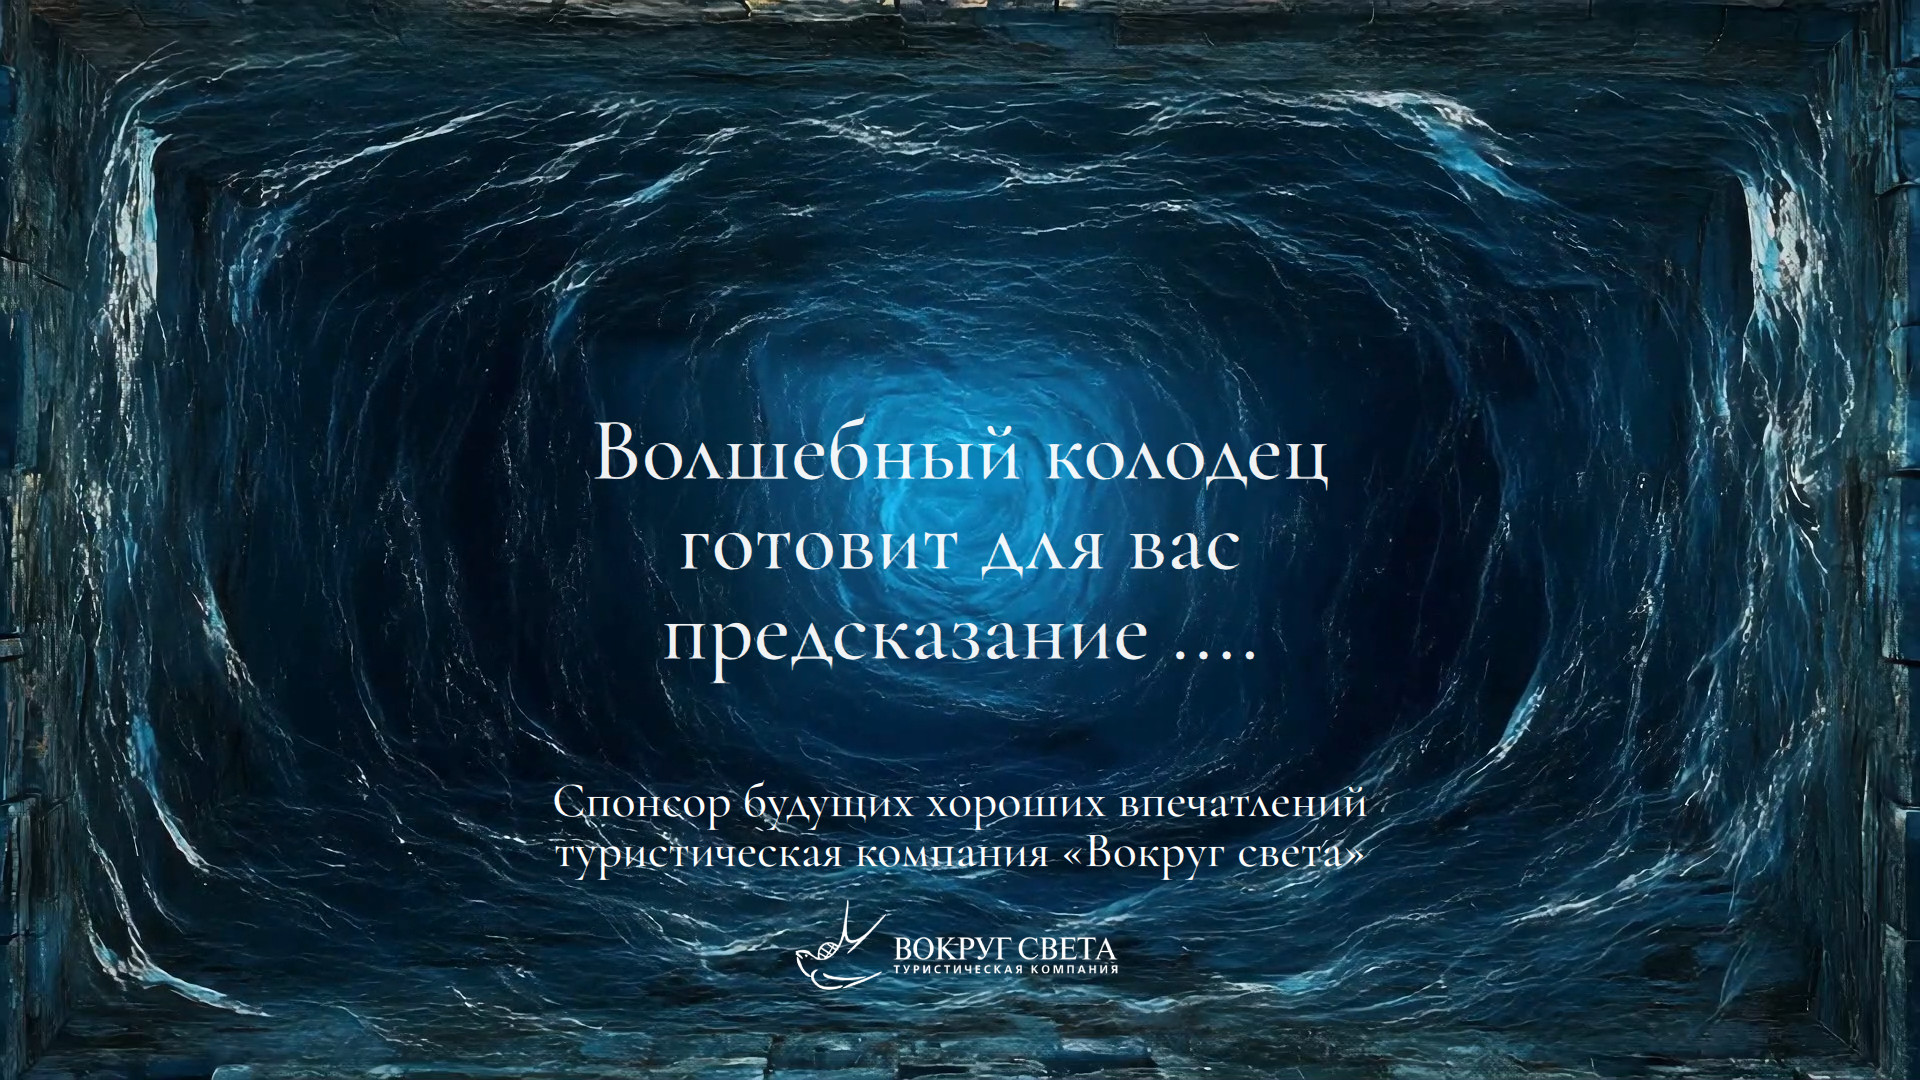 Волшебный колодец
готовит для вас
предсказание ....
Спонсор будущих хороших впечатлений
туристическая компания «Вокруг света»
ВОКРУГ СВЕТА
ТУРИСТИЧЕСКАЯ КОМПАНИЯ